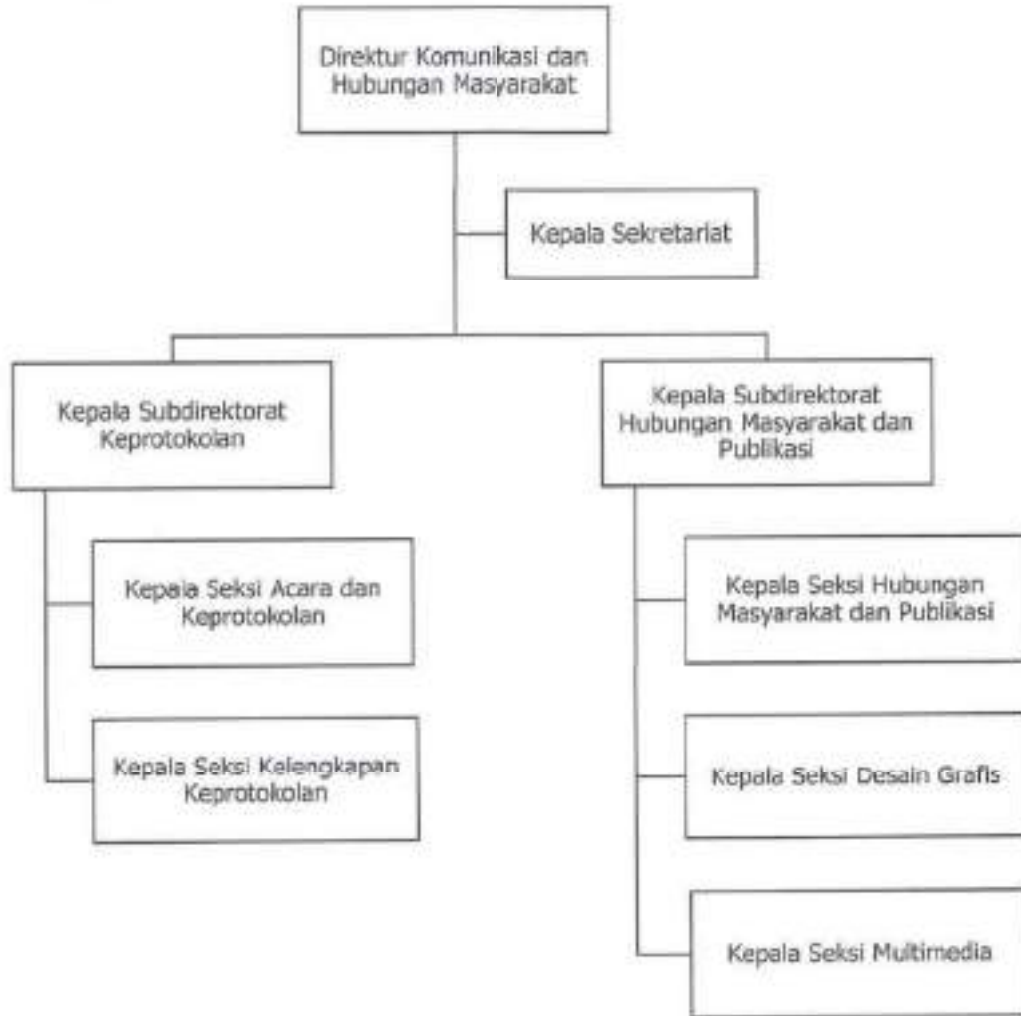 Direktur Komunikasi dan
Hubungan Masyarakat
Kepala Sekretariat
Kepala Subdirektorat
Keprotokolan
Kepala Seksi Acara dan
Keprotokolan
Kepala Seksi Kelengkapan
Keprotokolan
Kepala Subdirektorat
Hubungan Masyarakat dan
Publikasi
Kepala Seksi Hubungan
Masyarakat dan Publikasi
Kepala Seksi Desain Grafis
Kepala Seksi Multimedia